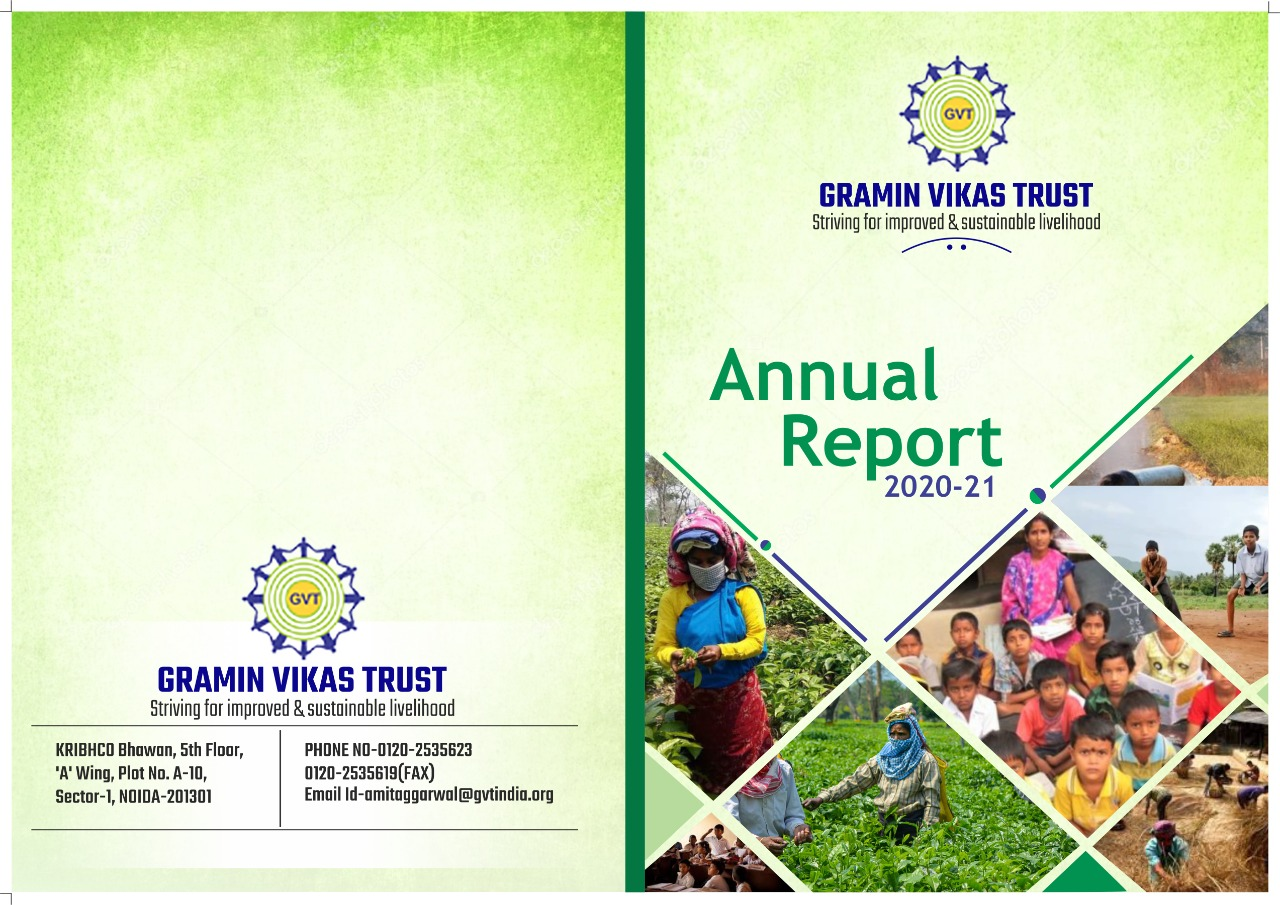 GVT
GRAMIN VIKAS TRUST
Striving for improved & sustainable livelihood
KRIBHCO Bhawan, 5th Floor,
'A' Wing, Plot No. A-10,
Sector-1, NOIDA-201301
PHONE NO-0120-2535623
0120-2535619(FAX)
Email Id-amitaggarwal@gvtindia.org
GVT
GRAMIN VIKAS TRUST
Striving for improved & sustainable livelihood
Annual
Report
2020-21